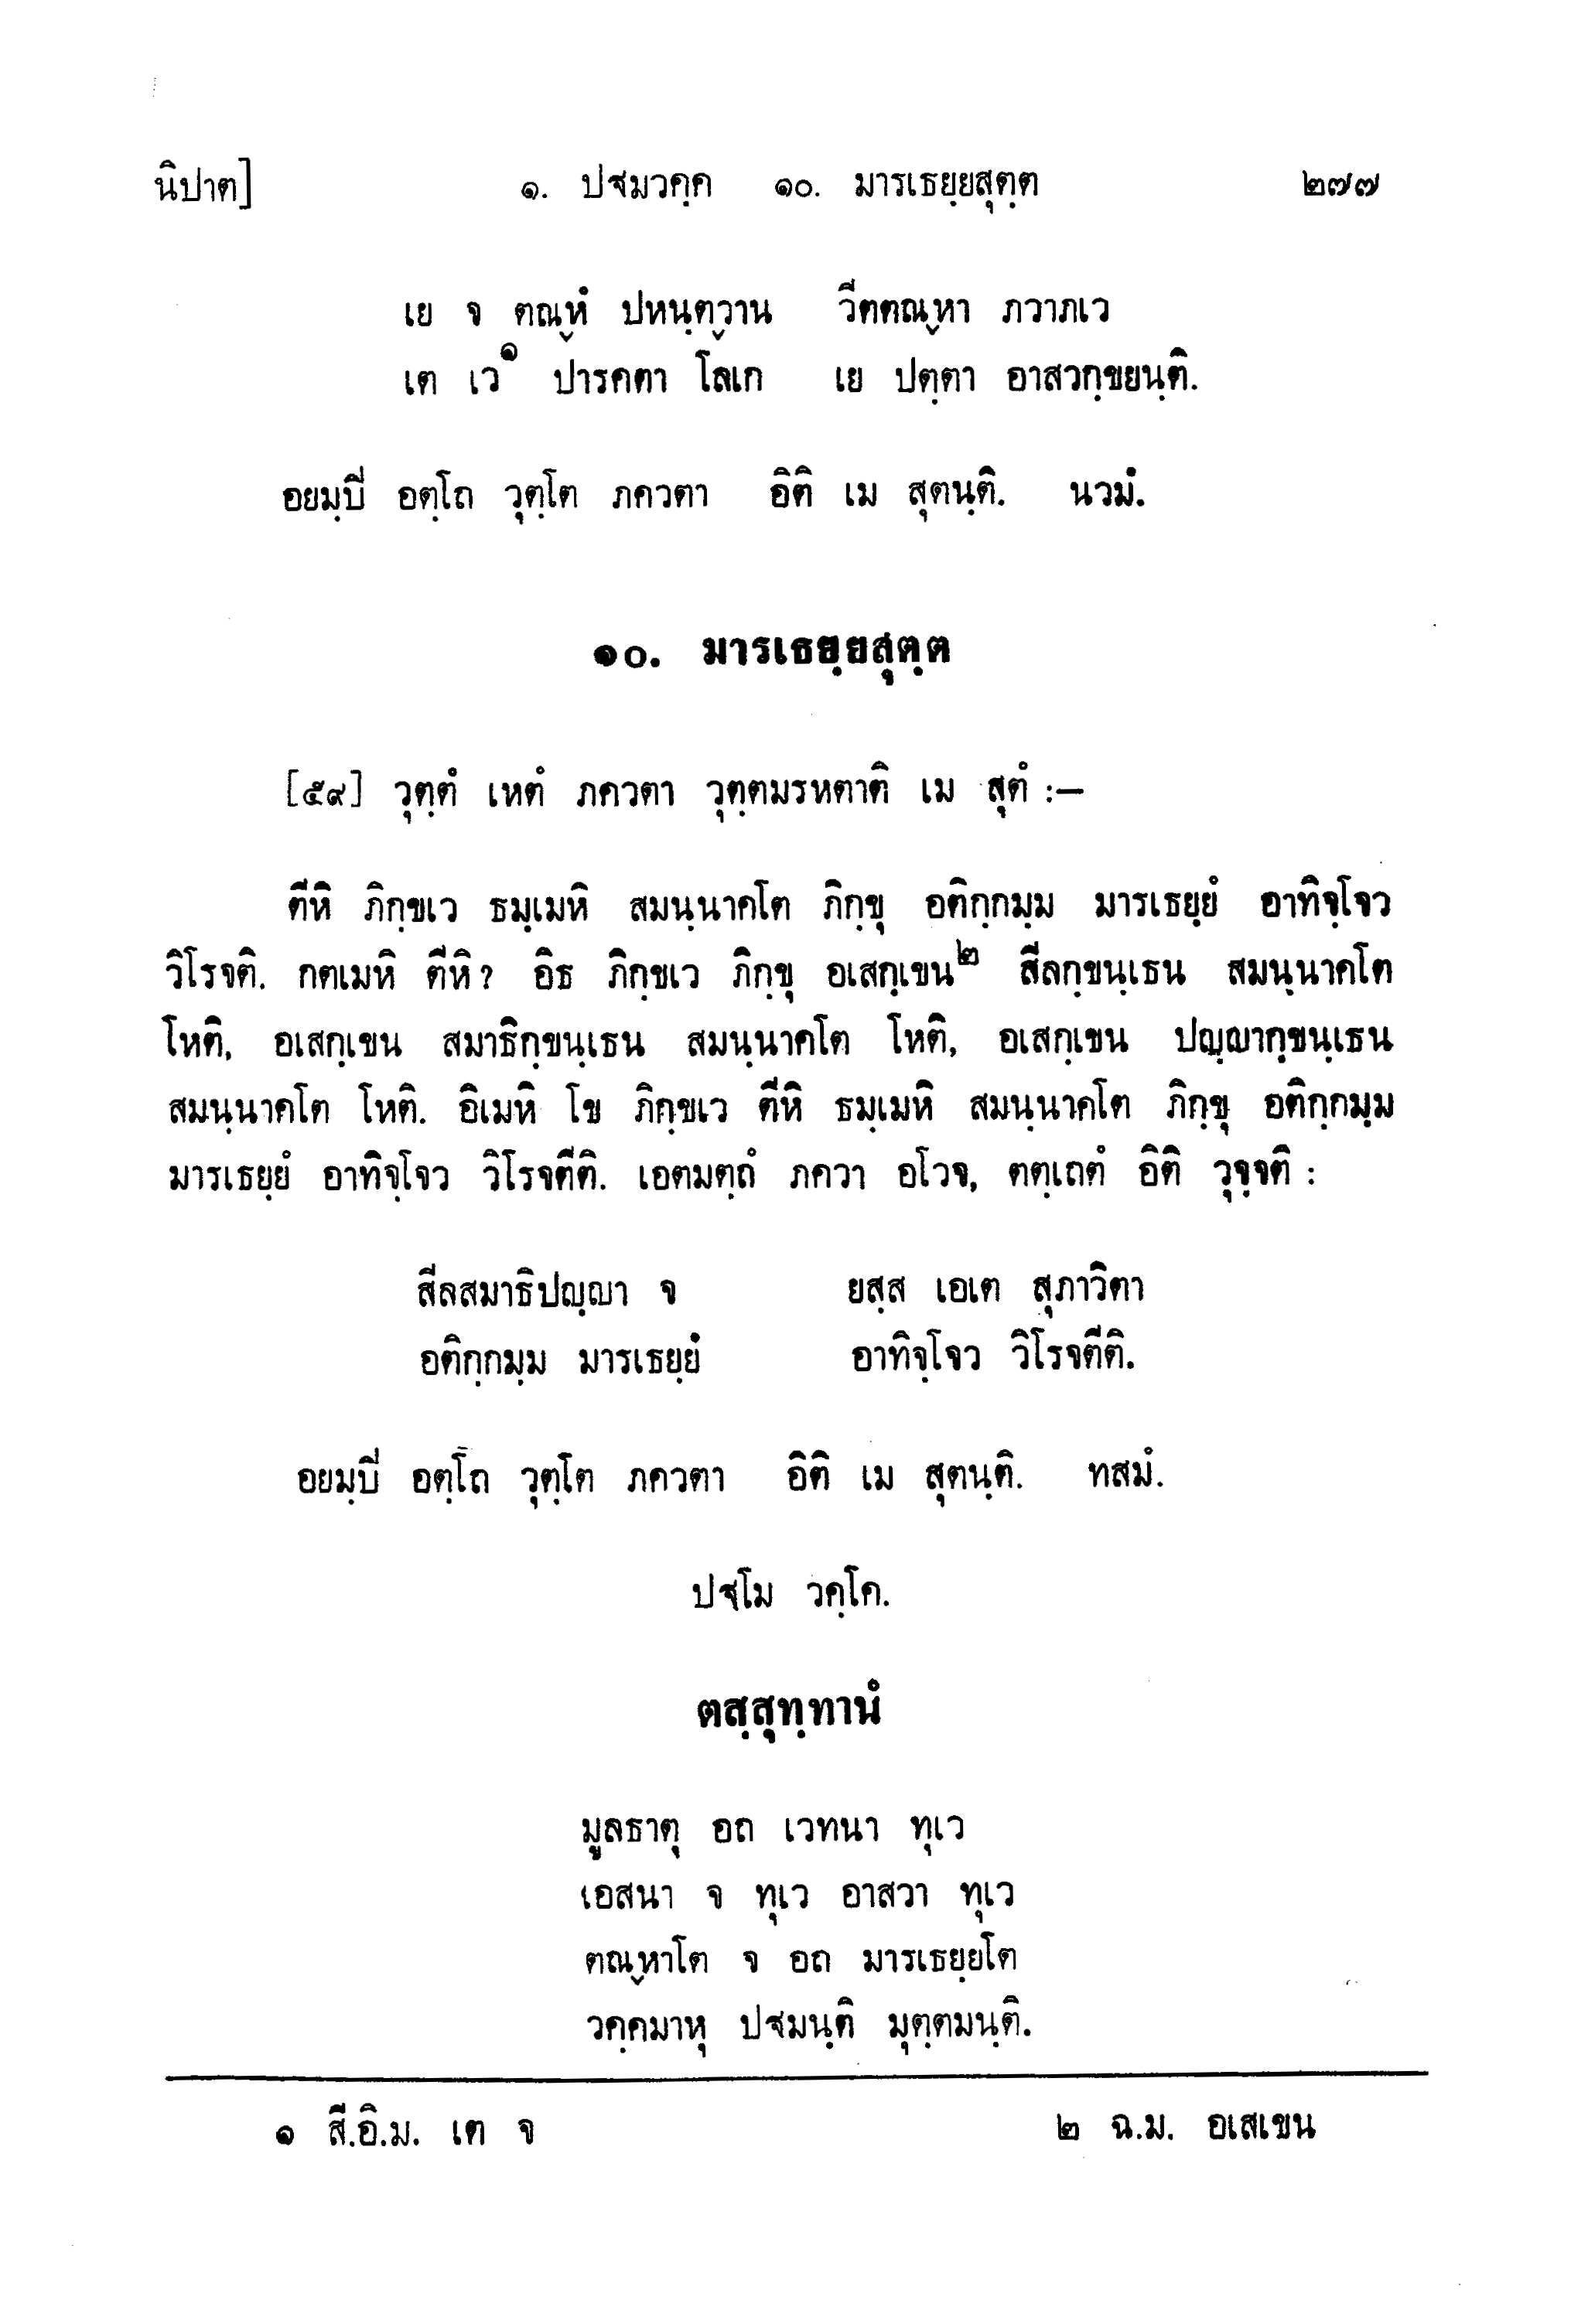 นิปาต] ๑. ปฐมวคฺค ๑๐. มารเธยฺยสุตฺต ๒๗๗
เย จ ตณฺหํ ปหนฺตฺวาน วีตตณฺหา ภวาภเว
เต เว๑ ปารคตา โลเก เย ปตฺตา อาสวกฺขยนฺติ.
อยมฺปิ อตฺโถ วุตฺโต ภควตา อิติ เม สุตนฺติ. นวมํ.
๑๐. มารเธยฺยสุตฺต
[๕๙] วุตฺตํ เหตํ ภควตา วุตฺตมรหตาติ เม สุตํ :–
ตีหิ ภิกฺขเว ธมฺเมหิ สมนฺนาคโต ภิกฺขุ อติกฺกมฺม มารเธยฺยํ อาทิจฺโจว
วิโรจติ. กตเมหิ ตีหิ? อิธ ภิกฺขเว ภิกฺขุ อเสกฺเขน๒ สีลกฺขนฺเธน สมนฺนาคโต
โหติ, อเสกฺเขน สมาธิกฺขนฺเธน สมนฺนาคโต โหติ, อเสกฺเขน ปญฺญากฺขนฺเธน
สมนฺนาคโต โหติ. อิเมหิ โข ภิกฺขเว ตีหิ ธมฺเมหิ สมนฺนาคโต ภิกฺขุ อติกฺกมฺม
มารเธยฺยํ อาทิจฺโจว วิโรจตีติ. เอตมตฺถํ ภควา อโวจ, ตตฺเถตํ อิติ วุจฺจติ :
สีลสมาธิปญฺญา จ ยสฺส เอเต สุภาวิตา
อติกฺกมฺม มารเธยฺยํ อาทิจฺโจว วิโรจตีติ.
อยมฺปิ อตฺโถ วุตฺโต ภควตา อิติ เม สุตนฺติ. ทสมํ.
ปฐโม วคฺโค.
ตสฺสุทฺทานํ
มูลธาตุ อถ เวทนา ทุเว
เอสนา จ ทุเว อาสวา ทุเว
ตณฺหาโต จ อถ มารเธยฺยโต
วคฺคมาหุ ปฐมนฺติ มุตฺตมนฺติ.
๑ สี.อิ.ม. เต จ ๒ ฉ.ม. อเสเขน